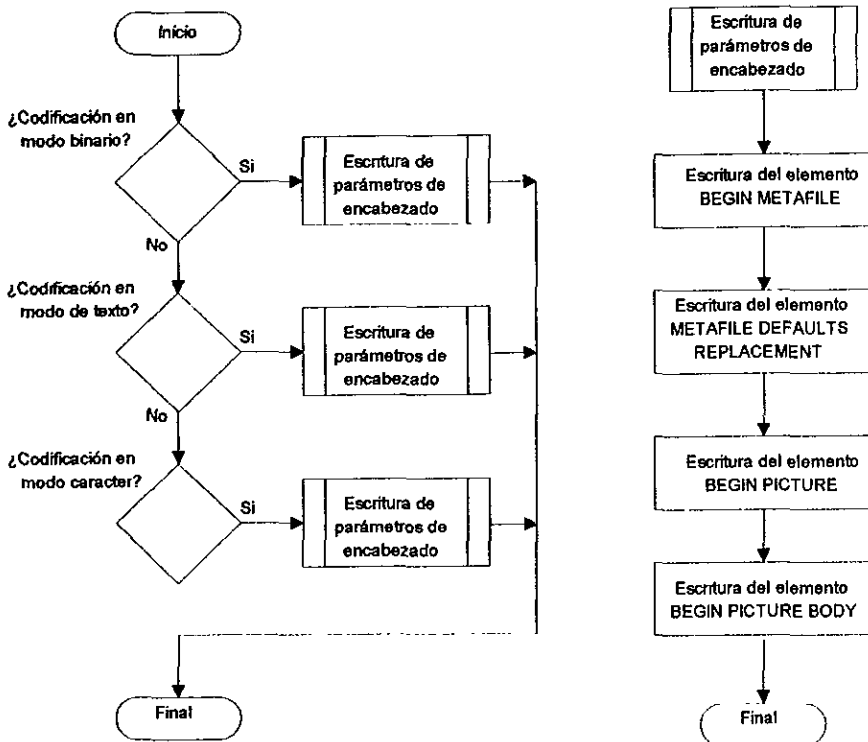 Inicio
¿Codificación en
modo binario?
Si
Escritura de
parámetros de
encabezado
No
¿Codificación en
modo de texto?
Si
Escritura de
parámetros de
encabezado
No
¿Codificación en
modo caracter?
Si
Escritura de
parámetros de
encabezado
Final
Escritura de
parámetros de
encabezado
Escritura del elemento
BEGIN METAFILE
Escritura del elemento
METAFILE DEFAULTS
REPLACEMENT
Escritura del elemento
BEGIN PICTURE
Escritura del elemento
BEGIN PICTURE BODY
Final